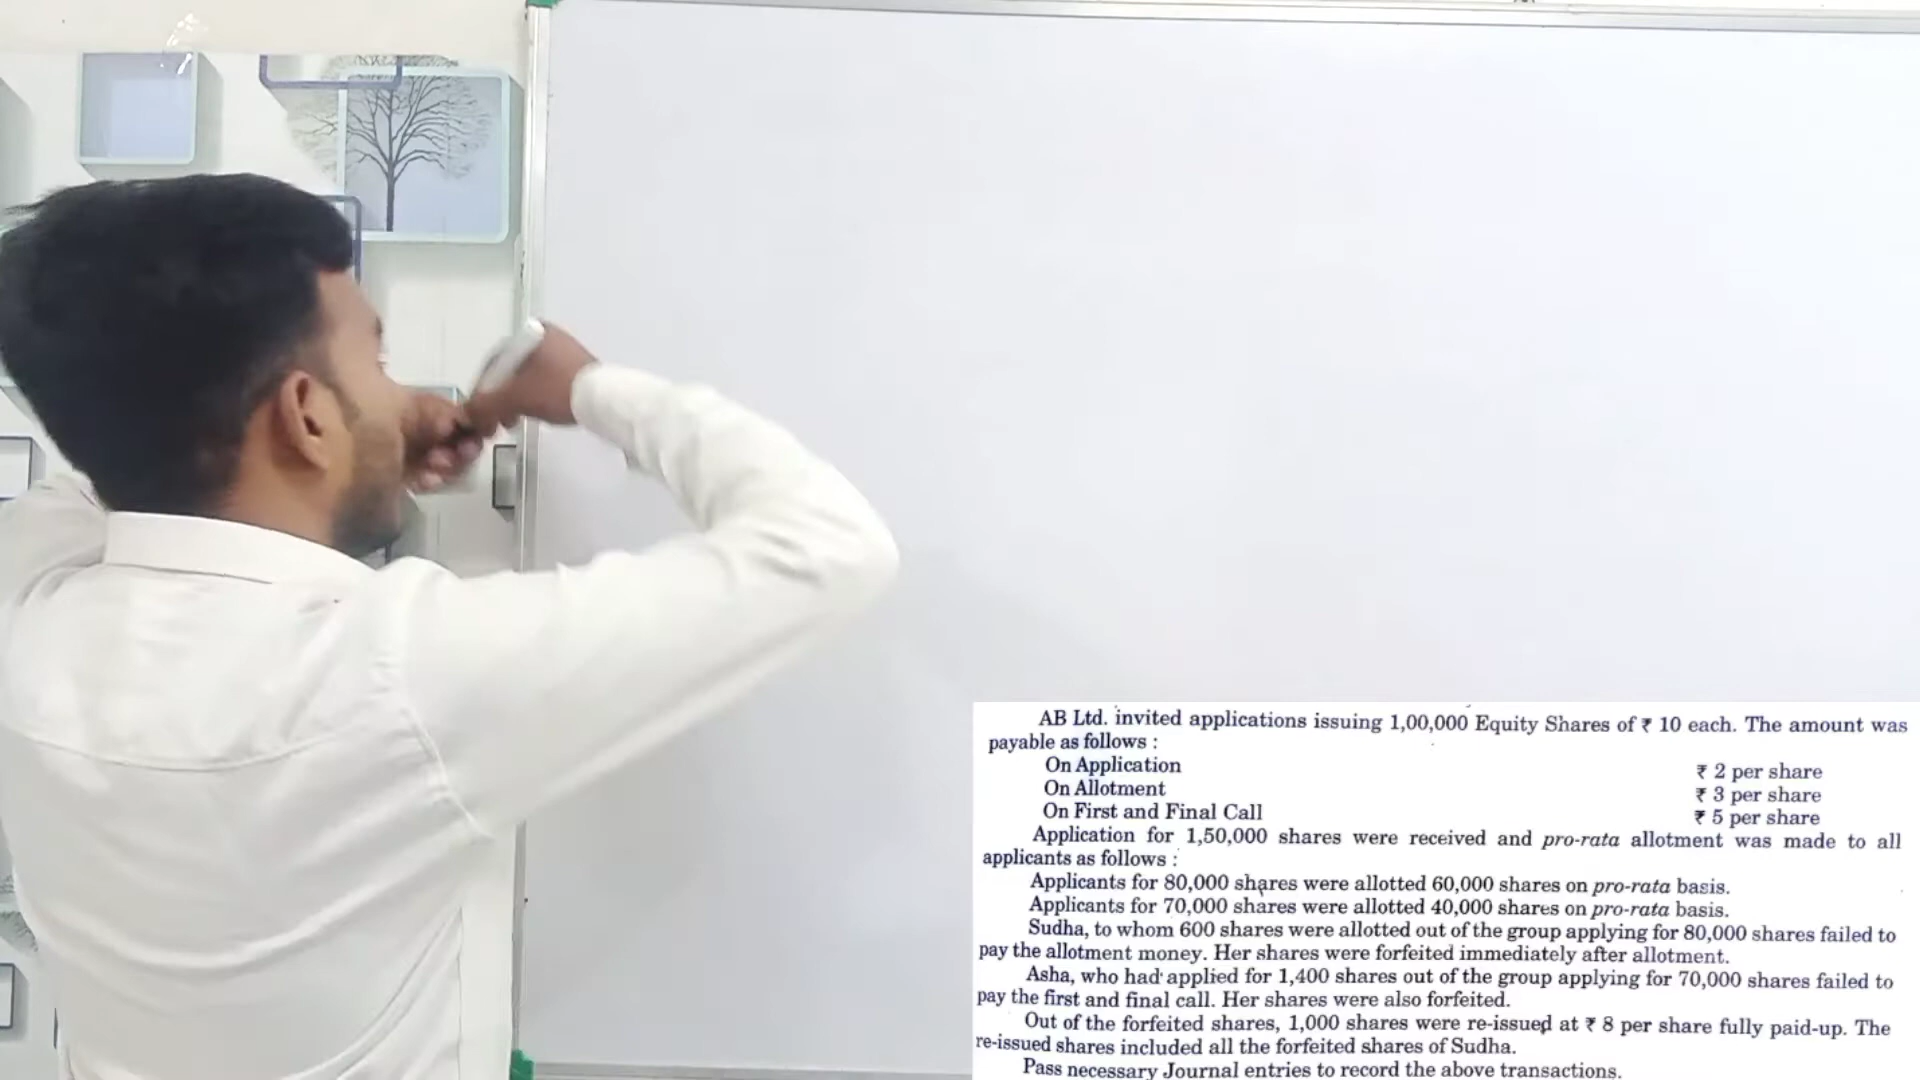 AB Ltd. invited applications issuing 1,00,000 Equity Shares of ₹ 10 each. The amount was
payable as follows :
On Application ₹ 2 per share
On Allotment ₹ 3 per share
On First and Final Call ₹ 5 per share
Application for 1,50,000 shares were received and pro-rata allotment was made to all
applicants as follows :
Applicants for 80,000 shares were allotted 60,000 shares on pro-rata basis.
Applicants for 70,000 shares were allotted 40,000 shares on pro-rata basis.
Sudha, to whom 600 shares were allotted out of the group applying for 80,000 shares failed to
pay the allotment money. Her shares were forfeited immediately after allotment.
Asha, who had applied for 1,400 shares out of the group applying for 70,000 shares failed to
pay the first and final call. Her shares were also forfeited.
Out of the forfeited shares, 1,000 shares were re-issued at ₹ 8 per share fully paid-up. The
re-issued shares included all the forfeited shares of Sudha.
Pass necessary Journal entries to record the above transactions.